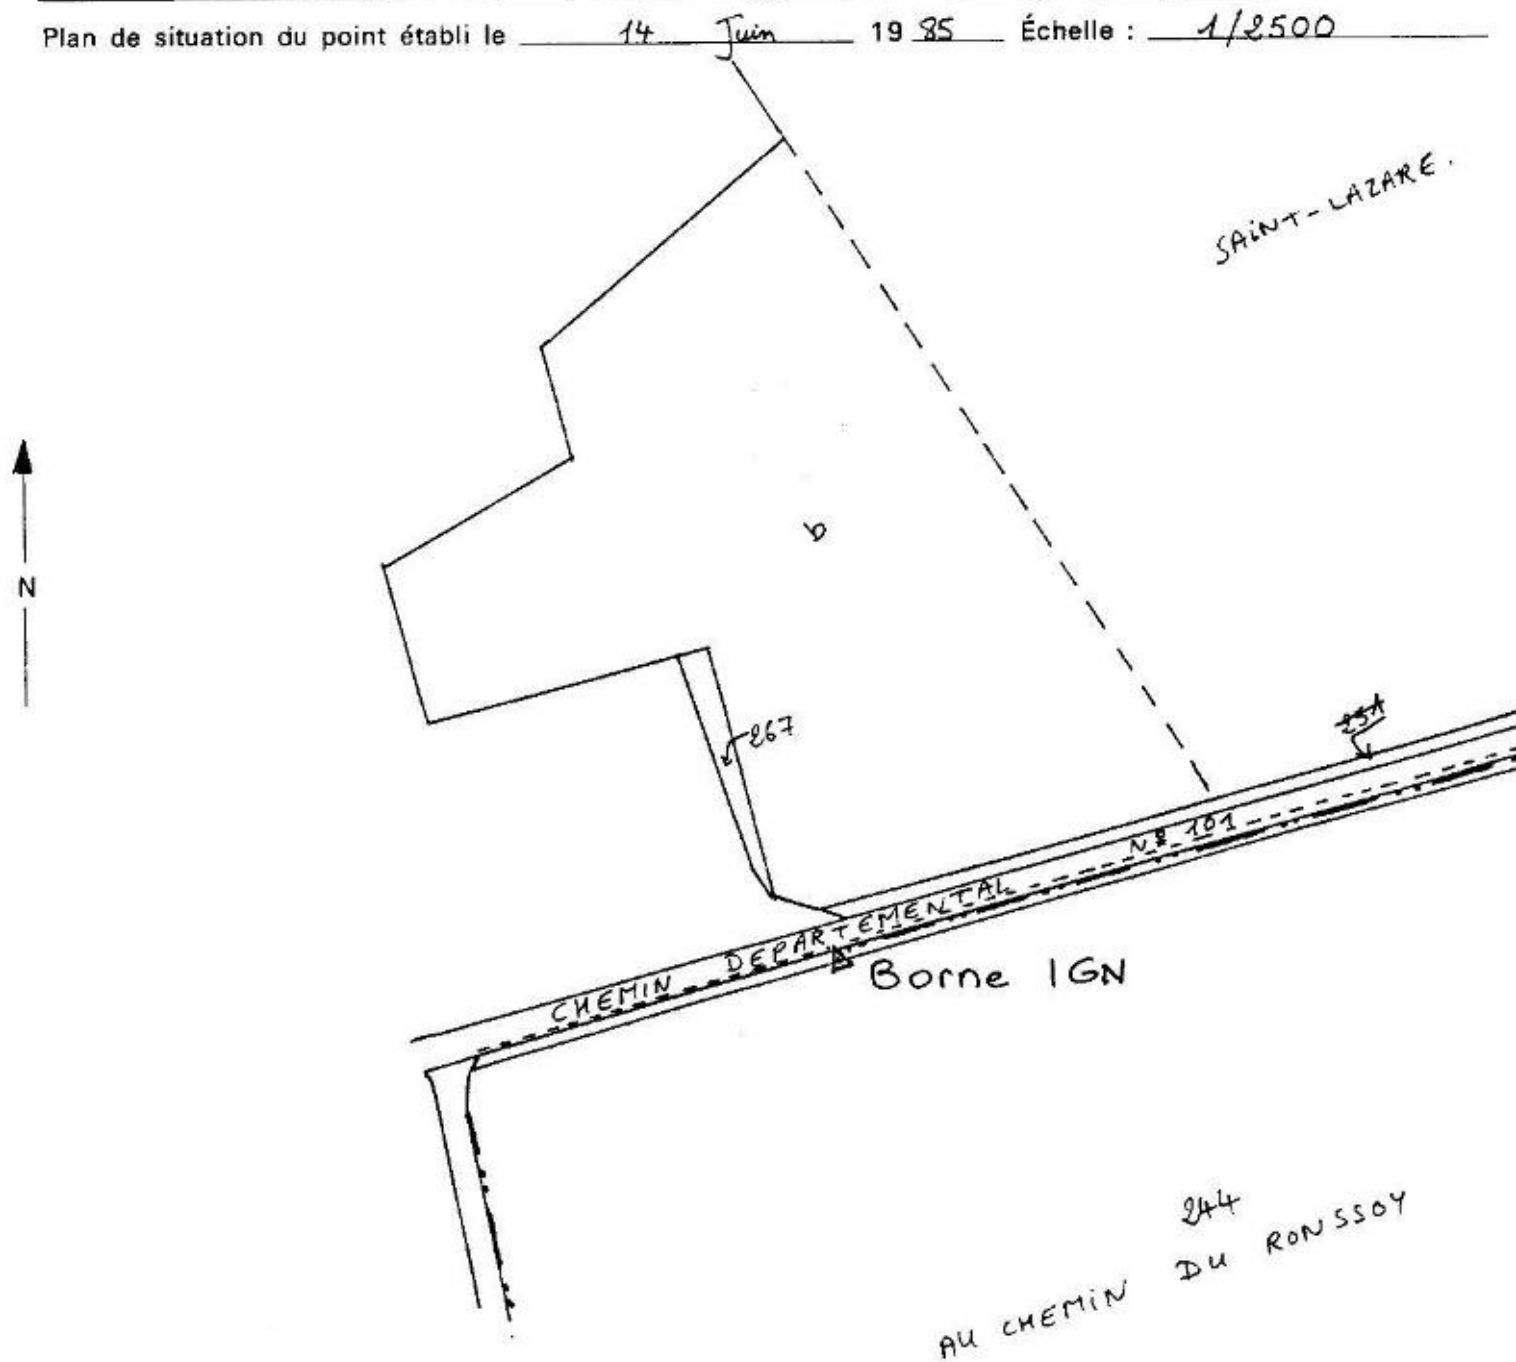 Plan de situation du point établi le 14 Juin 1985 Échelle : 1/2500
SAINT-LAZARE.
b
N
267
CHEMIN DEPARTEMENTAL Nº 101
Borne IGN
244
AU CHEMIN DU RONSSOY